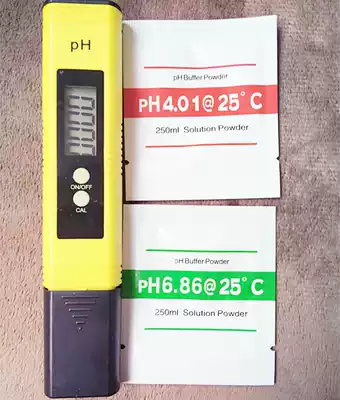 pH
ON/OFF
CAL
pH Buffer Powder
PH4.01@25°C
250ml Solution Powder
pH Buffer Powder
PH6.86@25°C
250ml Solution Powder